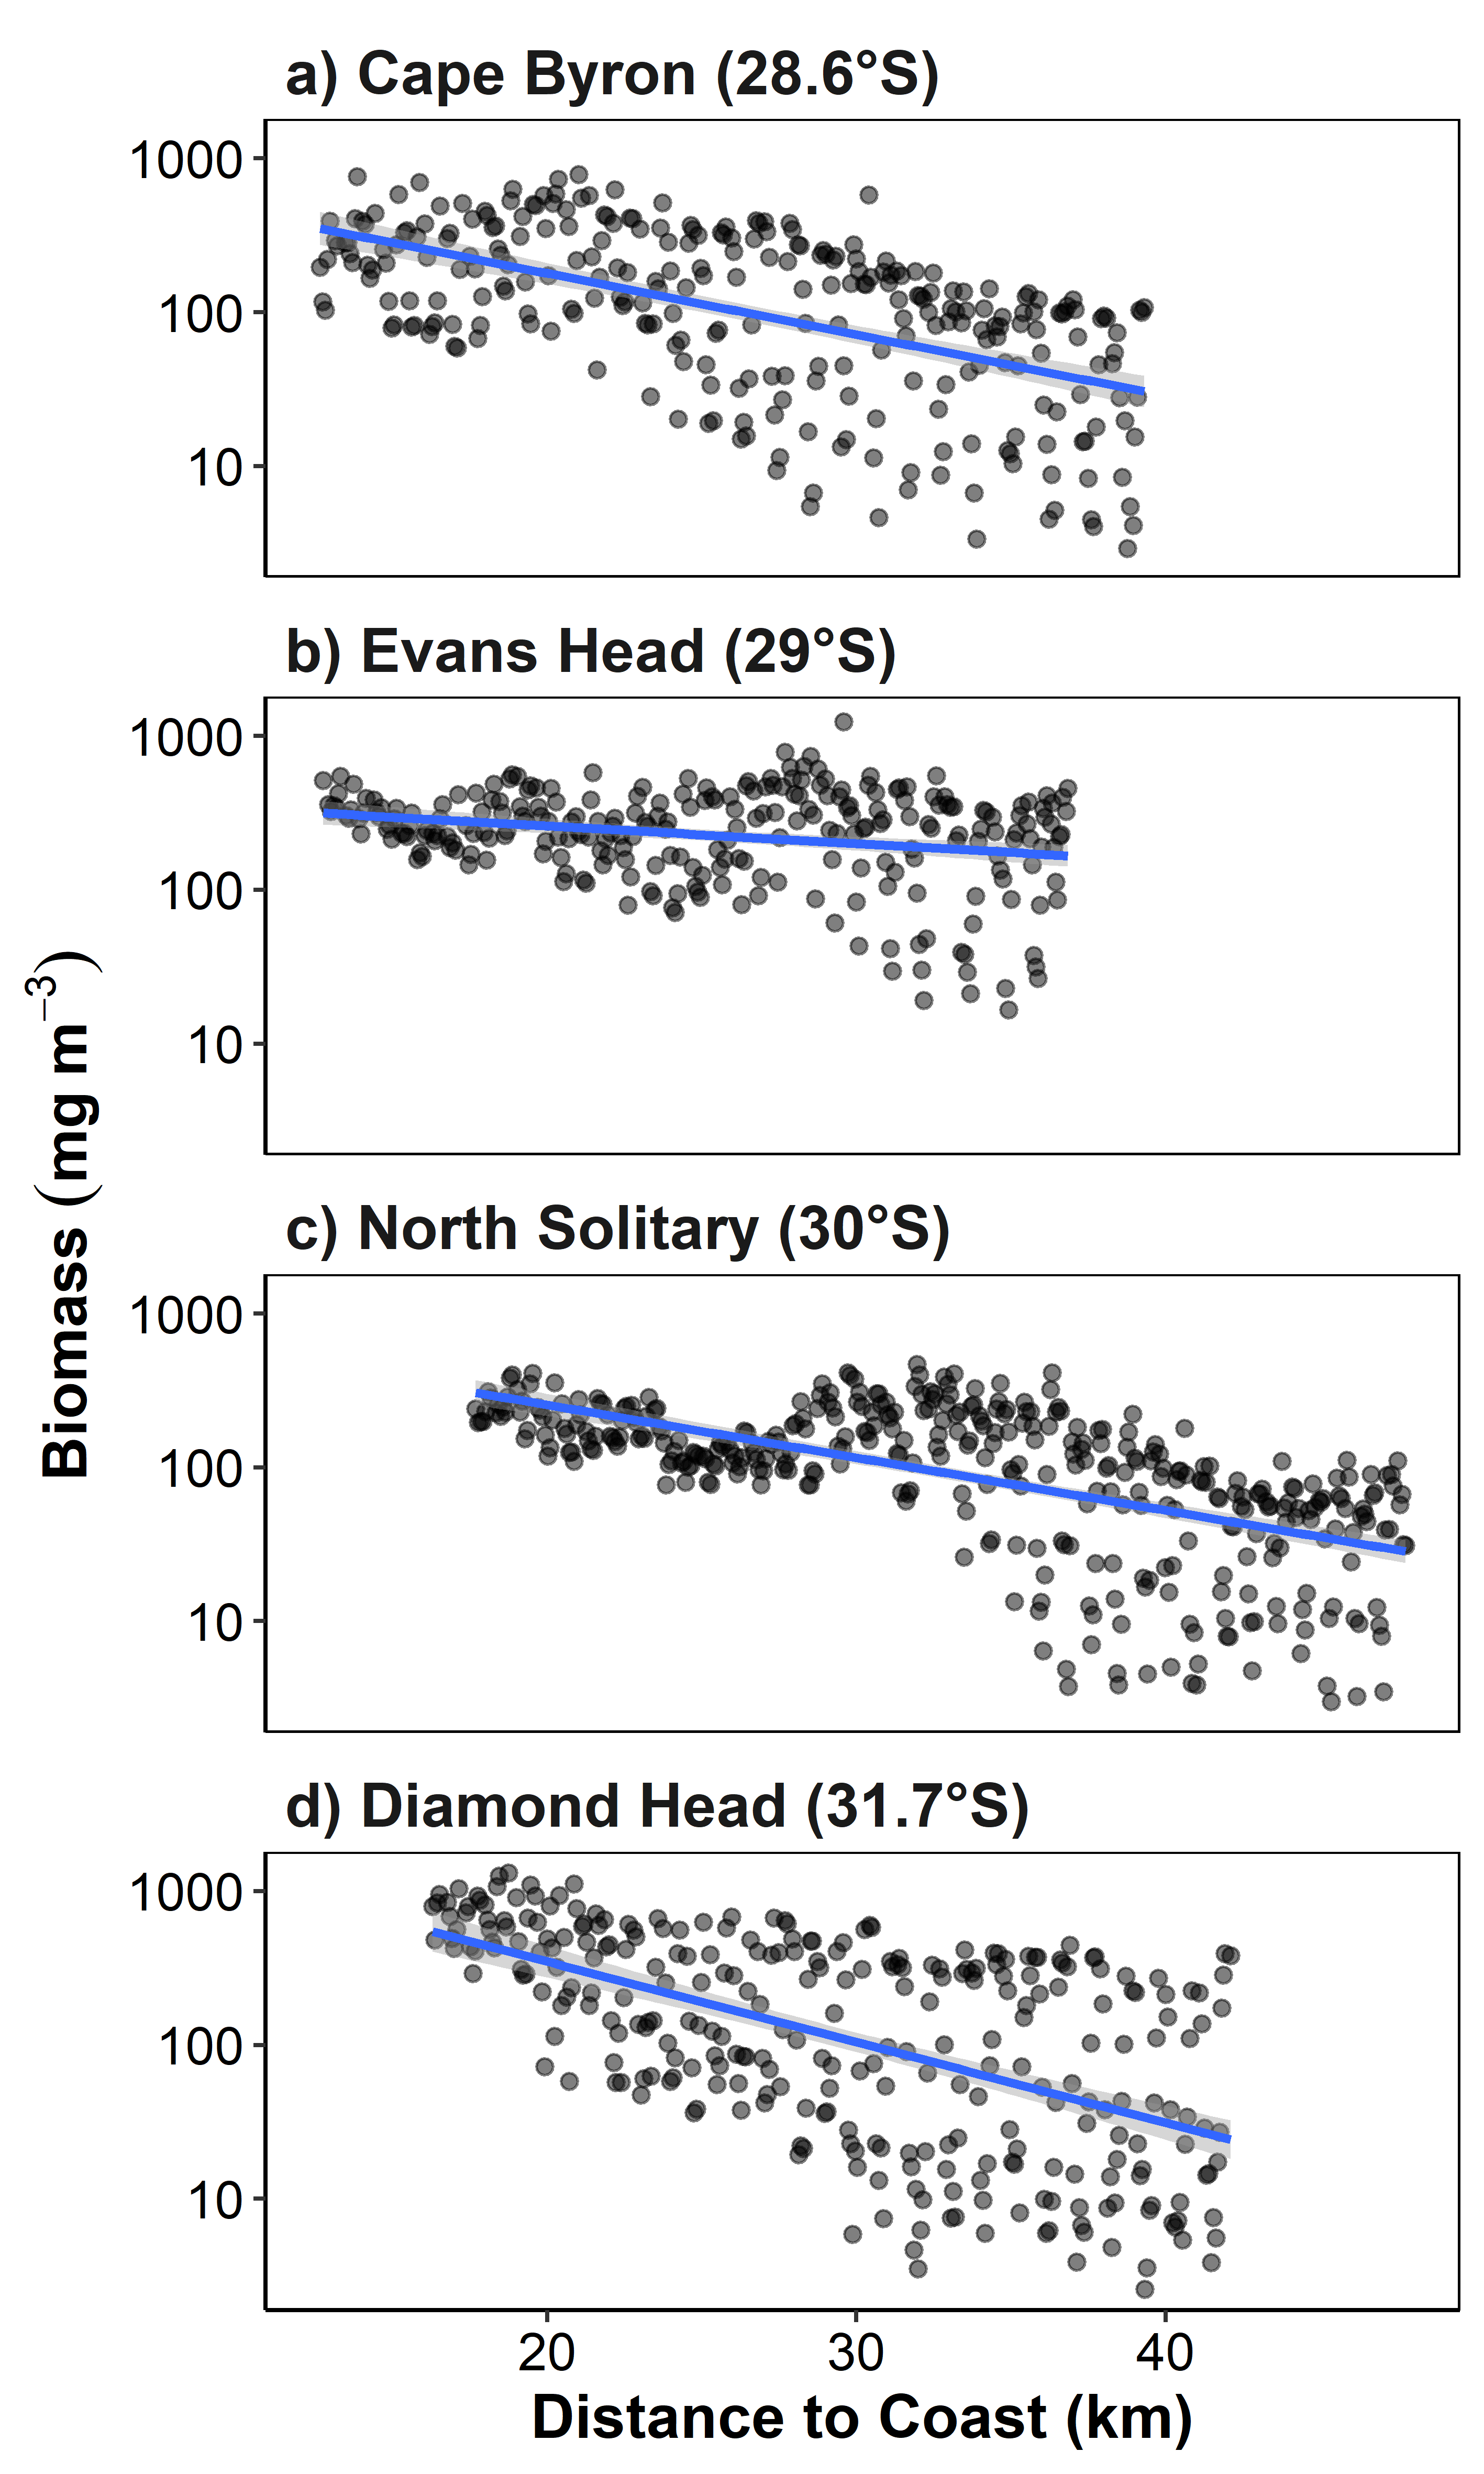 a) Cape Byron (28.6°S)
1000
100
10
b) Evans Head (29°S)
1000
100
10
Biomass (mg m⁻³)
c) North Solitary (30°S)
1000
100
10
d) Diamond Head (31.7°S)
1000
100
10
20 30 40
Distance to Coast (km)